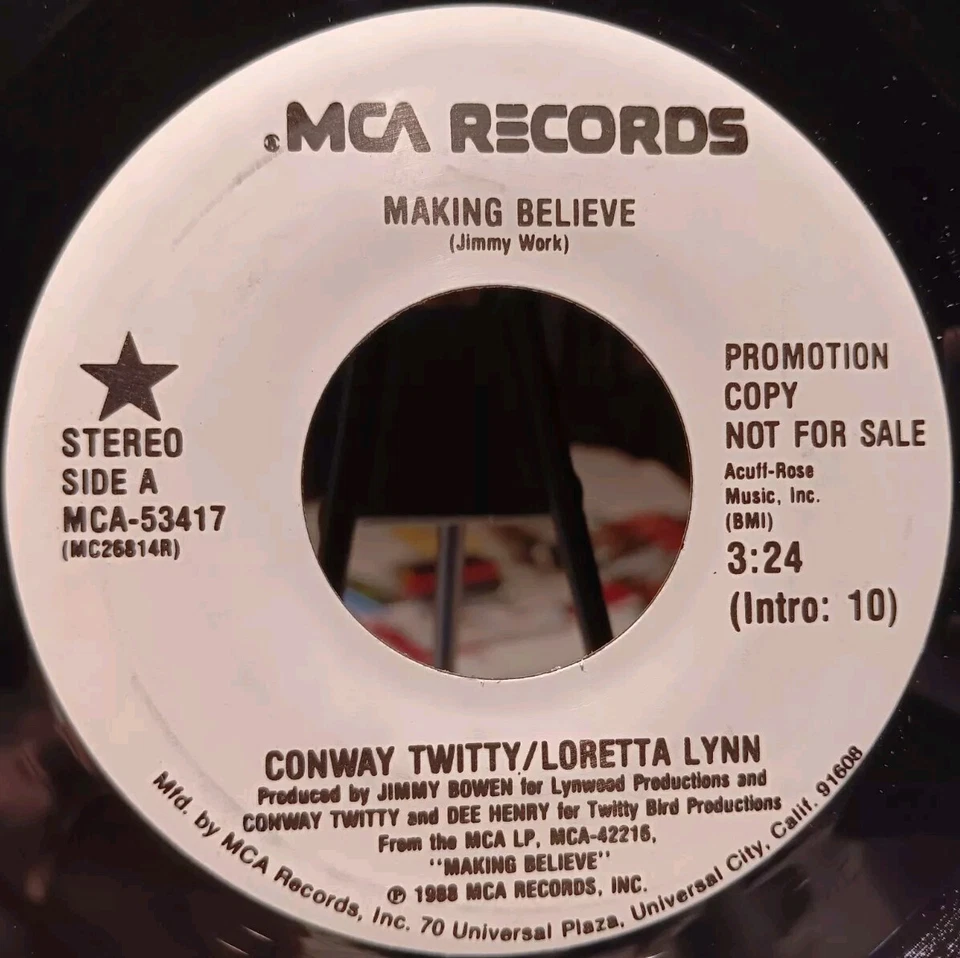 MCA RECORDS
MAKING BELIEVE
(Jimmy Work)
STEREO
SIDE A
MCA-53417
(MC26814R)
PROMOTION
COPY
NOT FOR SALE
Acuff-Rose
Music, Inc.
(BMI)
3:24
(Intro: 10)
CONWAY TWITTY/LORETTA LYNN
Produced by JIMMY BOWEN for Lynwood Productions and
CONWAY TWITTY and DEE HENRY for Twitty Bird Productions
From the MCA LP, MCA-42216,
"MAKING BELIEVE"
℗ 1988 MCA RECORDS, INC.
Mfd. by MCA Records, Inc. 70 Universal Plaza, Universal City, Calif. 91608